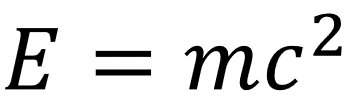 E = mc²